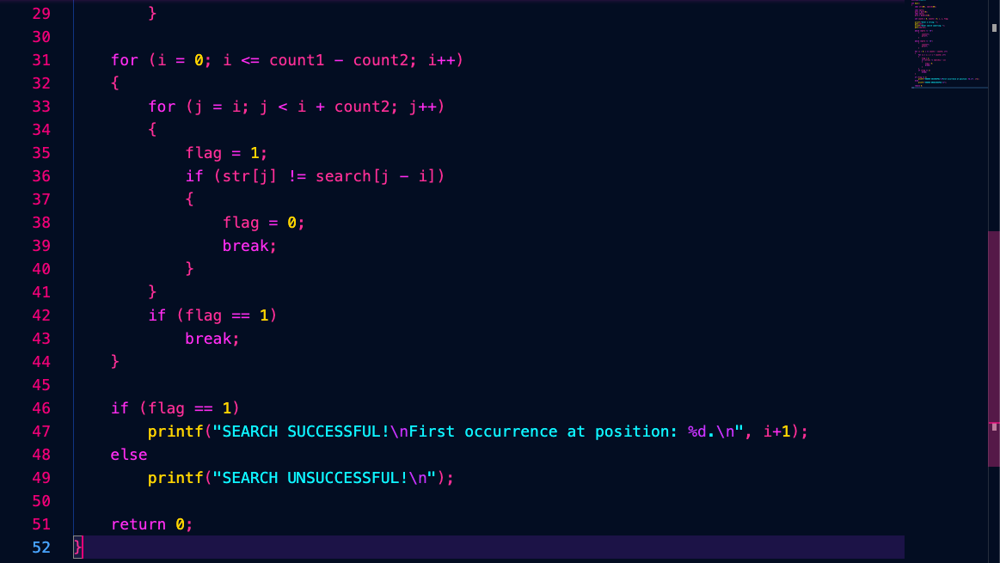 29        }
30
31    for (i = 0; i <= count1 - count2; i++)
32    {
33        for (j = i; j < i + count2; j++)
34        {
35            flag = 1;
36            if (str[j] != search[j - i])
37            {
38                flag = 0;
39                break;
40            }
41        }
42        if (flag == 1)
43            break;
44    }
45
46    if (flag == 1)
47        printf("SEARCH SUCCESSFUL!\nFirst occurrence at position: %d.\n", i+1);
48    else
49        printf("SEARCH UNSUCCESSFUL!\n");
50
51    return 0;
52 }